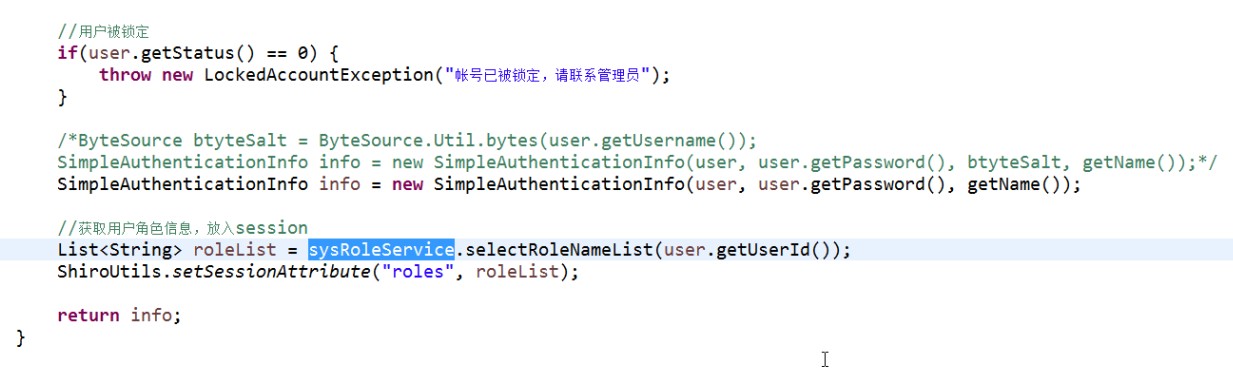 //用户被锁定
if(user.getStatus() == 0) {
throw new LockedAccountException("帐号已被锁定，请联系管理员");
}
/*ByteSource btyteSalt = ByteSource.Util.bytes(user.getUsername());
SimpleAuthenticationInfo info = new SimpleAuthenticationInfo(user, user.getPassword(), btyteSalt, getName());*/
SimpleAuthenticationInfo info = new SimpleAuthenticationInfo(user, user.getPassword(), getName());
//获取用户角色信息，放入session
List<String> roleList = sysRoleService.selectRoleNameList(user.getUserId());
ShiroUtils.setSessionAttribute("roles", roleList);
return info;
}